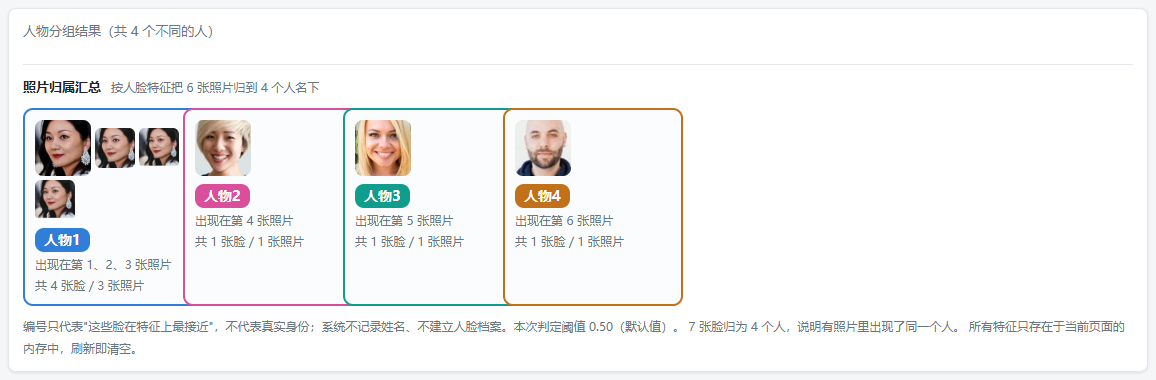 人物分组结果（共 4 个不同的人）
照片归属汇总 按人脸特征把 6 张照片归到 4 个人名下
人物1
出现在第 1、2、3 张照片
共 4 张脸 / 3 张照片
人物2
出现在第 4 张照片
共 1 张脸 / 1 张照片
人物3
出现在第 5 张照片
共 1 张脸 / 1 张照片
人物4
出现在第 6 张照片
共 1 张脸 / 1 张照片
编号只代表"这些脸在特征上最接近"，不代表真实身份；系统不记录姓名、不建立人脸档案。本次判定阈值 0.50（默认值）。 7 张脸归为 4 个人，说明有照片里出现了同一个人。 所有特征只存在于当前页面的
内存中，刷新即清空。